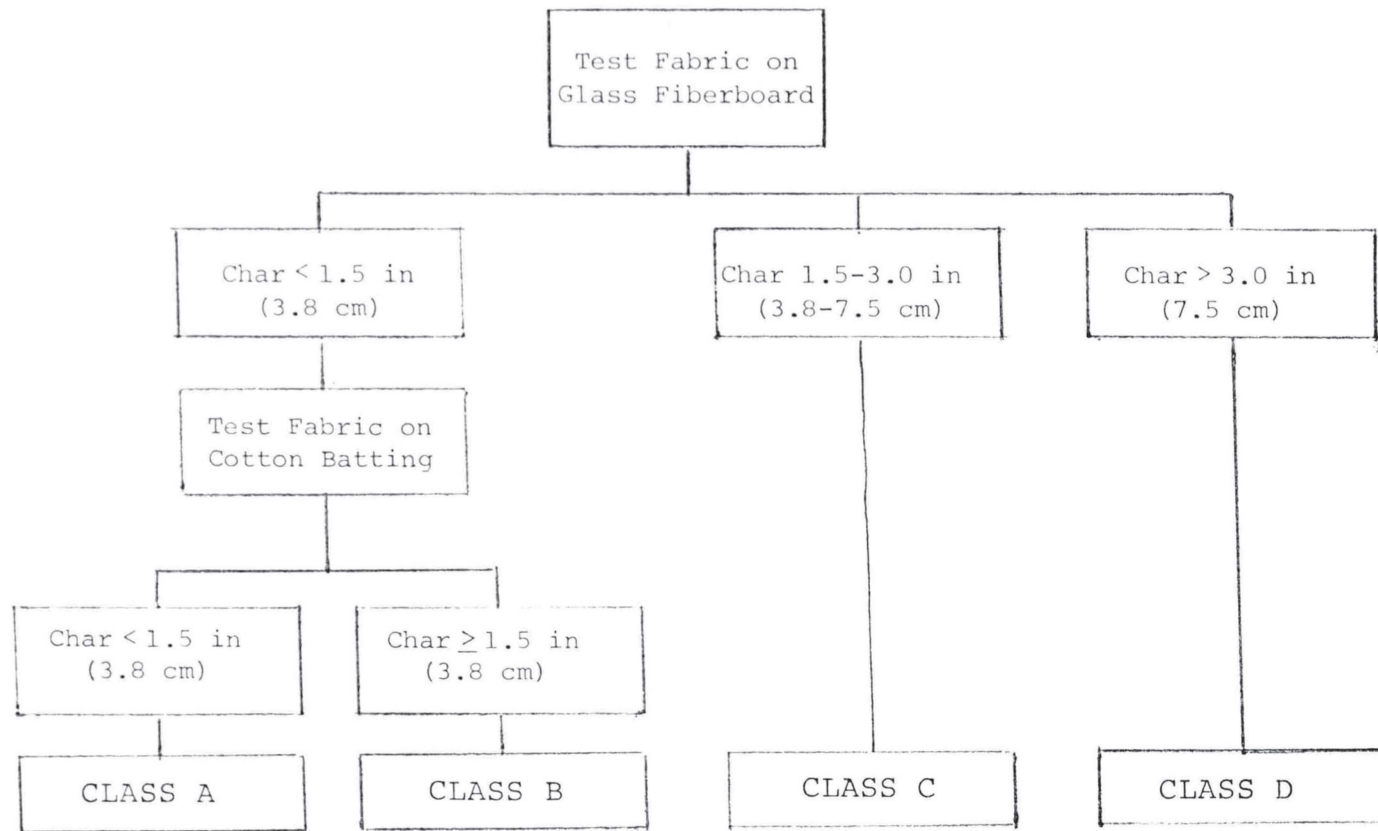 Test Fabric on
Glass Fiberboard
Char < 1.5 in
(3.8 cm)
Char 1.5-3.0 in
(3.8-7.5 cm)
Char > 3.0 in
(7.5 cm)
Test Fabric on
Cotton Batting
Char < 1.5 in
(3.8 cm)
Char ≥ 1.5 in
(3.8 cm)
CLASS A
CLASS B
CLASS C
CLASS D